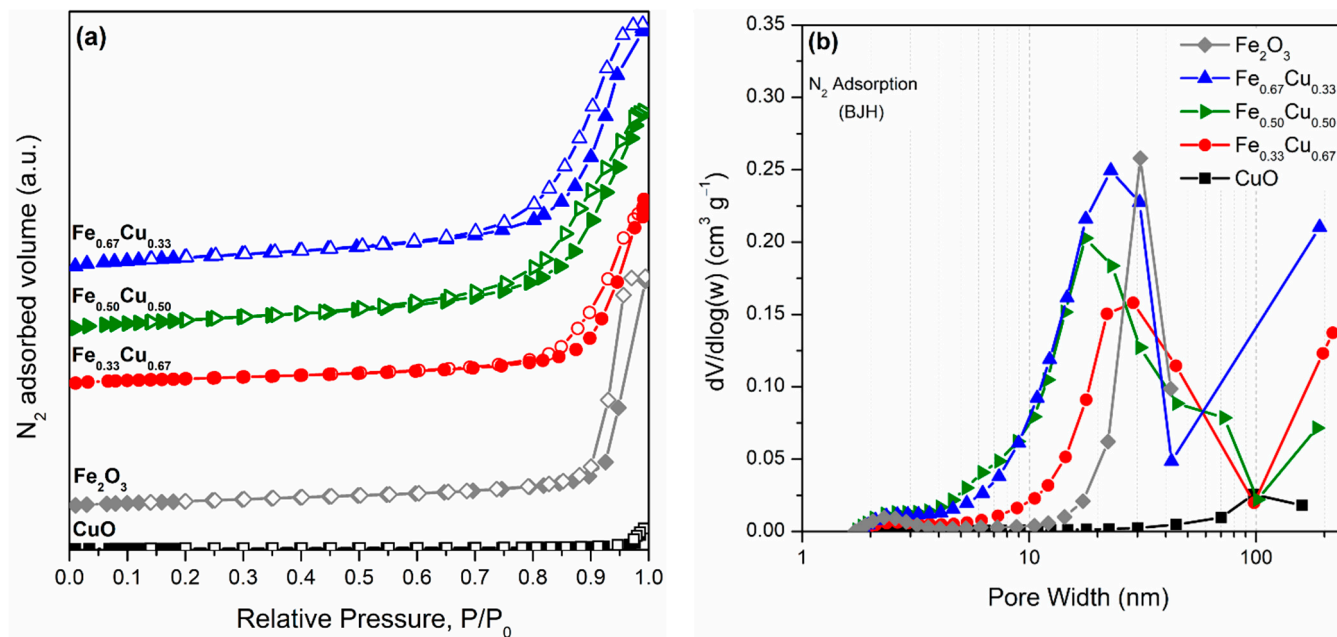 (a)
N₂ adsorbed volume (a.u.)
Fe₀.₆₇Cu₀.₃₃
Fe₀.₅₀Cu₀.₅₀
Fe₀.₃₃Cu₀.₆₇
Fe₂O₃
CuO
0.0 0.1 0.2 0.3 0.4 0.5 0.6 0.7 0.8 0.9 1.0
Relative Pressure, P/P₀
(b)
N₂ Adsorption
(BJH)
Fe₂O₃
Fe₀.₆₇Cu₀.₃₃
Fe₀.₅₀Cu₀.₅₀
Fe₀.₃₃Cu₀.₆₇
CuO
dV/dlog(w) (cm³ g⁻¹)
0.35
0.30
0.25
0.20
0.15
0.10
0.05
0.00
1 10 100
Pore Width (nm)